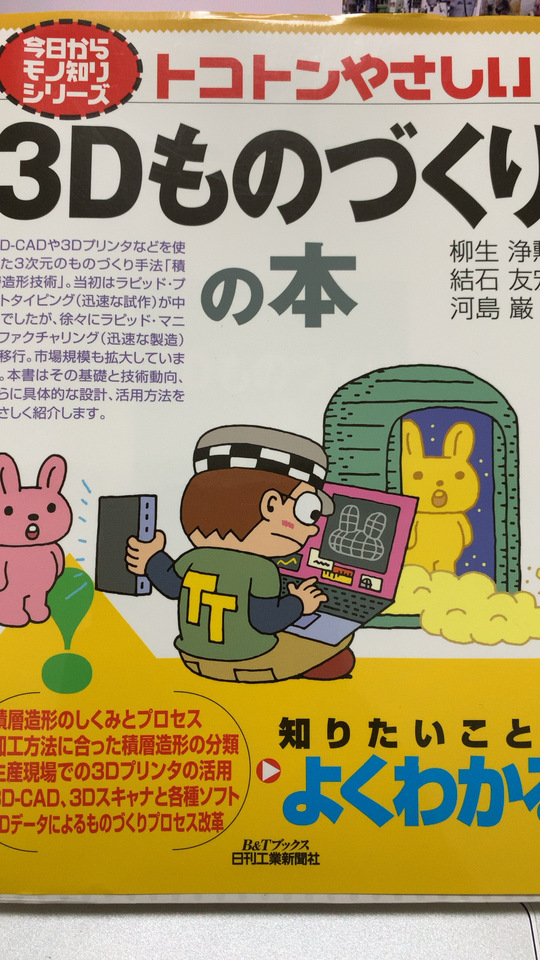 今日から
モノ知り
シリーズ
トコトンやさしい
3Dものづくり
の本
D-CADや3Dプリンタなどを使
た3次元のものづくり手法「積
層造形技術」。当初はラピッド・プ
トタイピング(迅速な試作)が中
でしたが、徐々にラピッド・マニ
ファクチャリング(迅速な製造)
移行。市場規模も拡大していま
。本書はその基礎と技術動向、
らに具体的な設計、活用方法を
さしく紹介します。
柳生 浄勲
結石 友宏
河島 巌
TT
積層造形のしくみとプロセス
加工方法に合った積層造形の分類
生産現場での3Dプリンタの活用
3D-CAD、3Dスキャナと各種ソフト
Dデータによるものづくりプロセス改革
知りたいこと
よくわかる
B&Tブックス
日刊工業新聞社